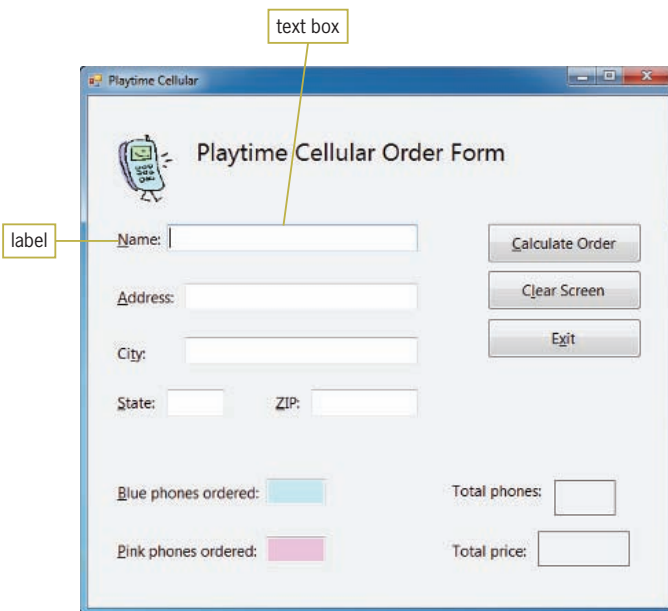 text box
Playtime Cellular
Playtime Cellular Order Form
label
Name:
Calculate Order
Address:
Clear Screen
City:
Exit
State:
ZIP:
Blue phones ordered:
Total phones:
Pink phones ordered:
Total price: